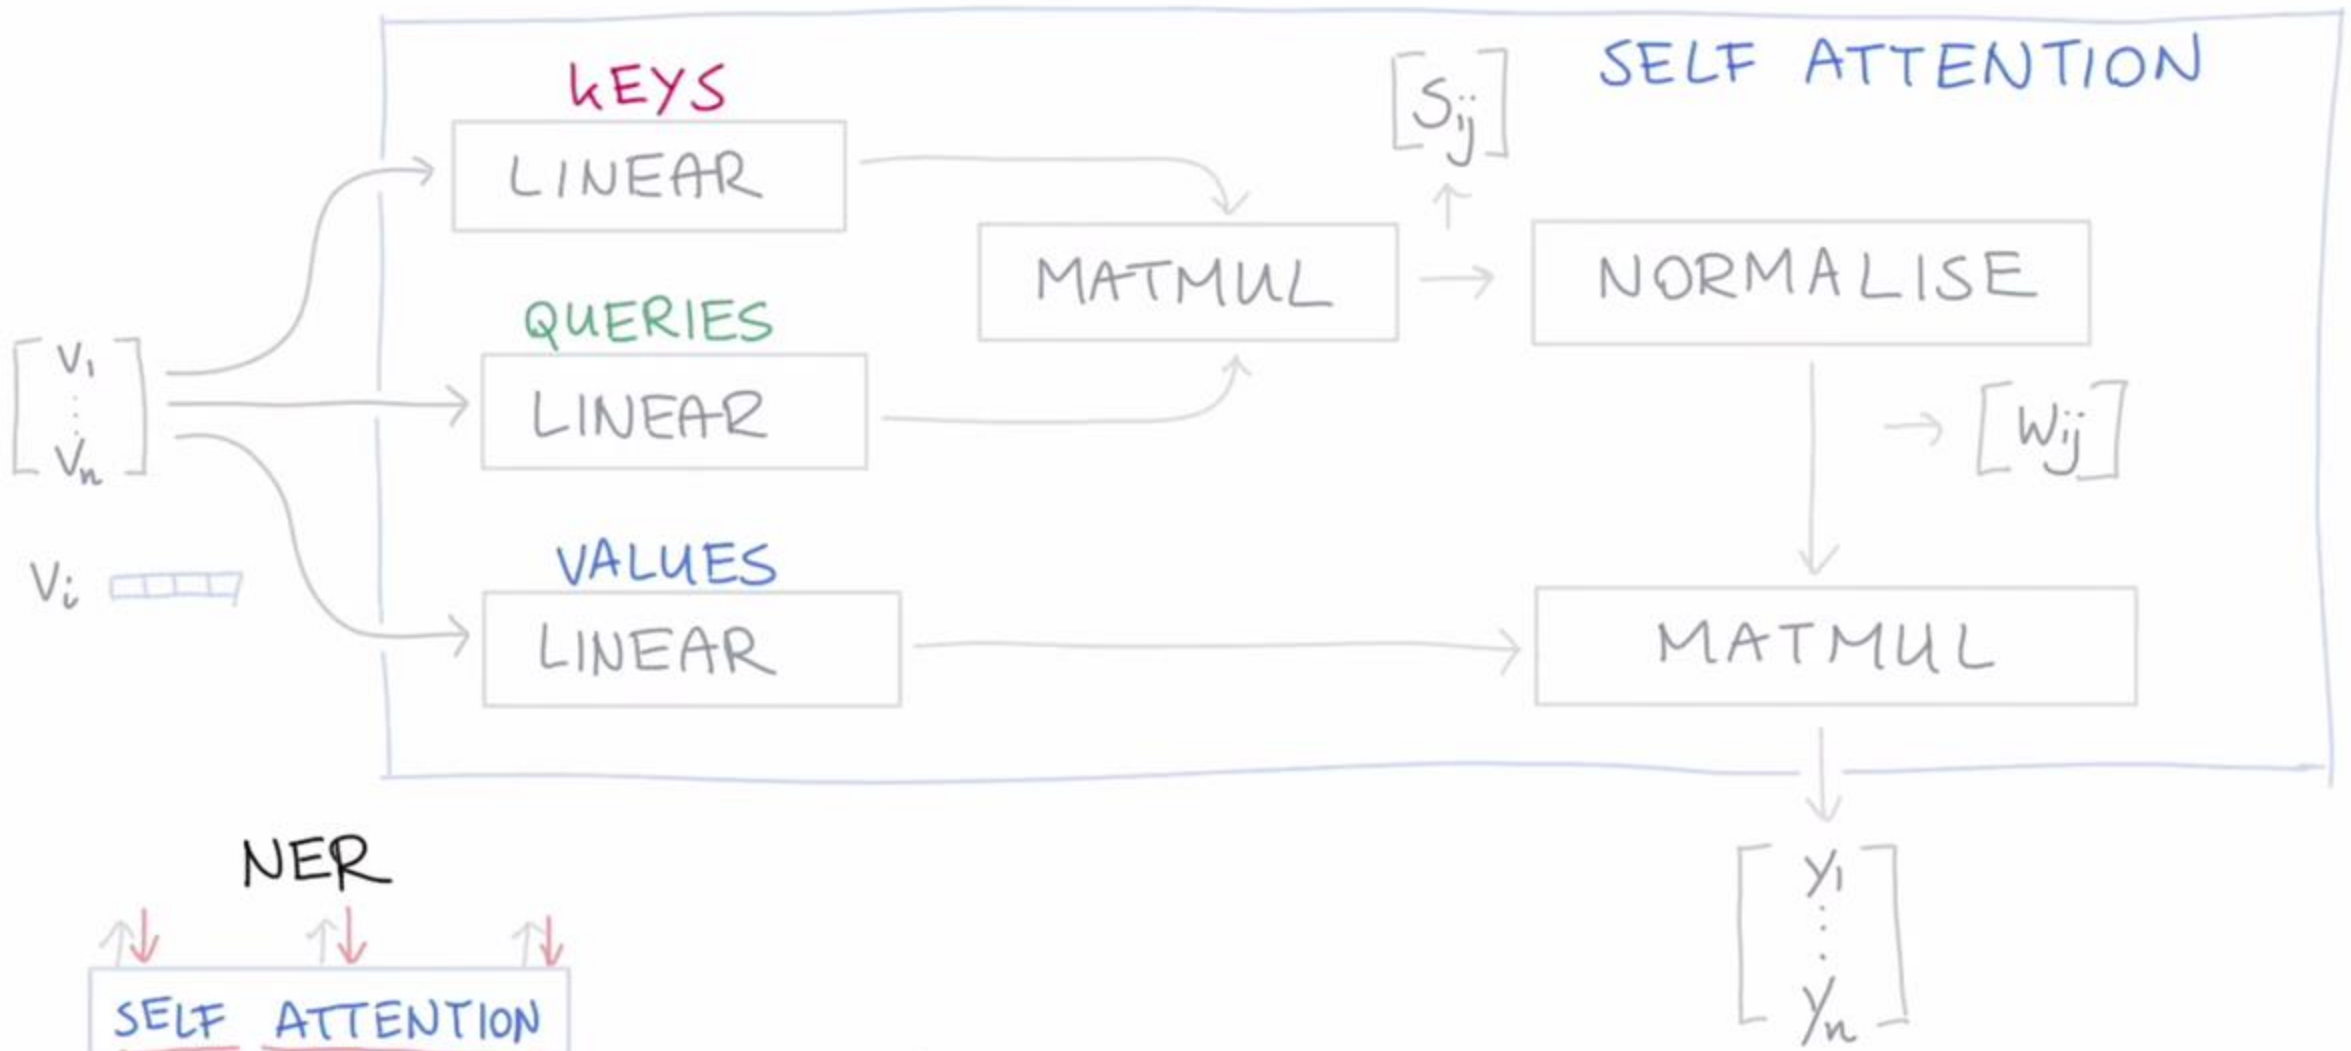 SELF ATTENTION
KEYS
LINEAR
[Sij]
MATMUL
NORMALISE
QUERIES
LINEAR
V1
⋮
Vn
[Wij]
Vi
VALUES
LINEAR
MATMUL
y1
⋮
yn
NER
SELF ATTENTION